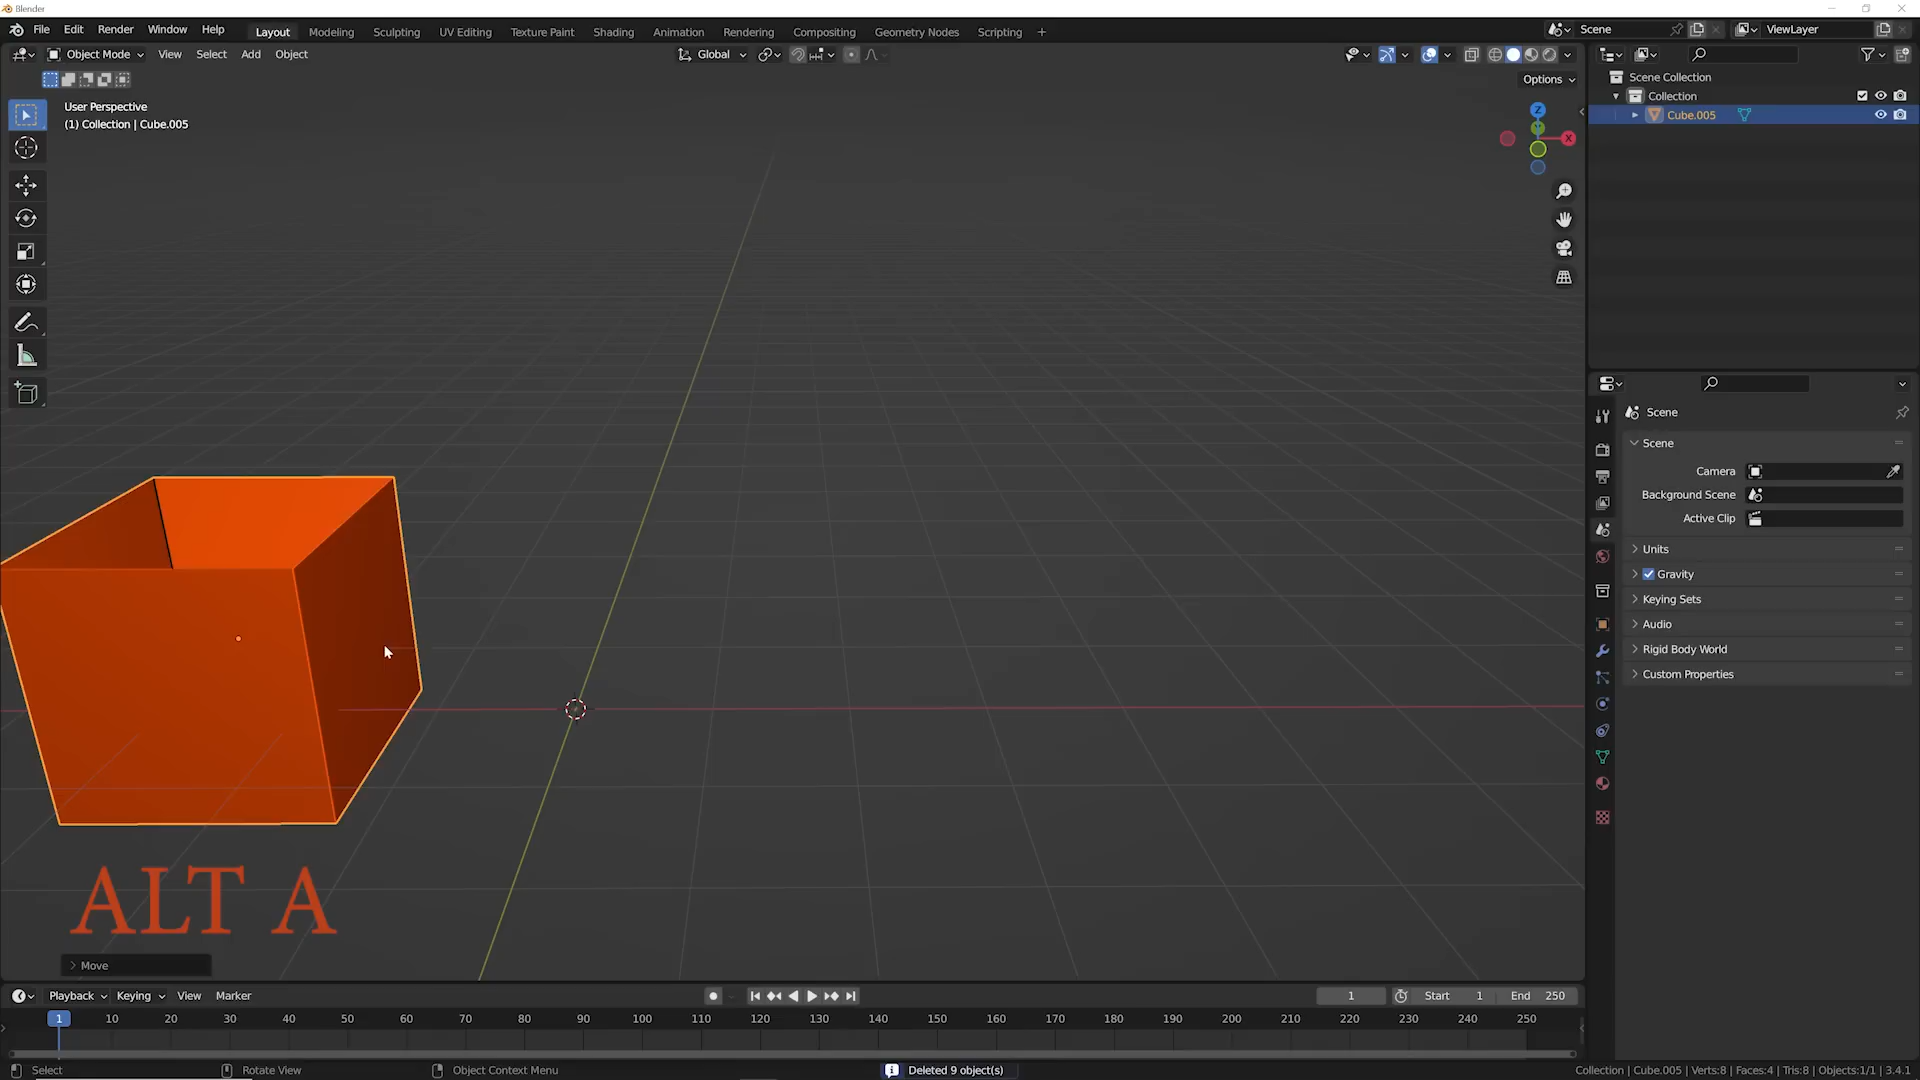 Blender
File Edit Render Window Help Layout Modeling Sculpting UV Editing Texture Paint Shading Animation Rendering Compositing Geometry Nodes Scripting + Scene ViewLayer
Object Mode View Select Add Object Global
Options
User Perspective
(1) Collection | Cube.005
Z
Y
X
Scene Collection
Collection
Cube.005
Scene
Scene
Camera
Background Scene
Active Clip
Units
Gravity
Keying Sets
Audio
Rigid Body World
Custom Properties
ALT A
Move
Playback Keying View Marker 1 Start 1 End 250
1 10 20 30 40 50 60 70 80 90 100 110 120 130 140 150 160 170 180 190 200 210 220 230 240 250
Select Rotate View Object Context Menu Deleted 9 object(s) Collection | Cube.005 | Verts:8 | Faces:4 | Tris:8 | Objects:1/1 | 3.4.1